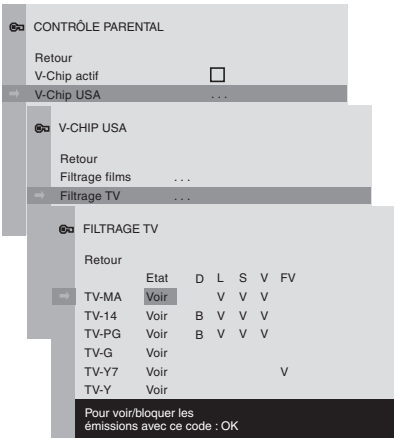 CONTRÔLE PARENTAL
Retour
V-Chip actif
V-Chip USA ...
V-CHIP USA
Retour
Filtrage films ...
Filtrage TV ...
FILTRAGE TV
Retour
Etat D L S V FV
TV-MA Voir V V V
TV-14 Voir B V V V
TV-PG Voir B V V V
TV-G Voir
TV-Y7 Voir V
TV-Y Voir
Pour voir/bloquer les
émissions avec ce code : OK